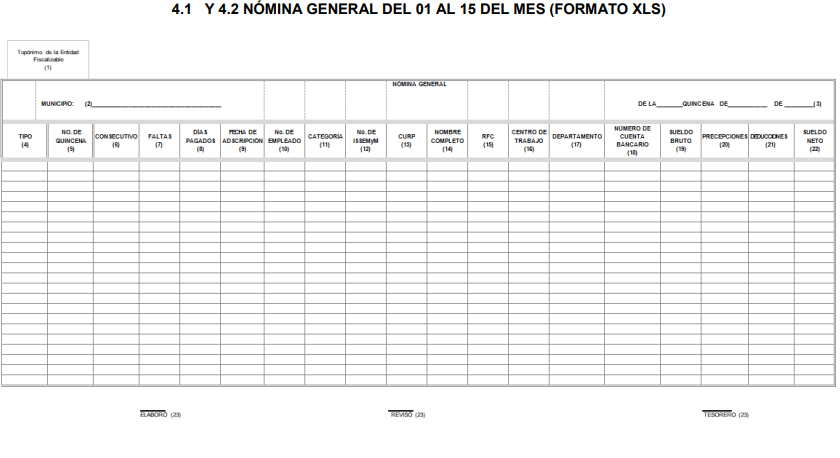 4.1 Y 4.2 NÓMINA GENERAL DEL 01 AL 15 DEL MES (FORMATO XLS)
Topónimo de la Entidad
Fiscalizable
(1)
NÓMINA GENERAL
MUNICIPIO: (2)______________________________ DE LA______QUINCENA DE_________ DE _______(3)
TIPO
(4)
NO. DE
QUINCENA
(5)
CONSECUTIVO
(6)
FALTAS
(7)
DÍAS
PAGADOS
(8)
FECHA DE
ADSCRIPCIÓN
(9)
No. DE
EMPLEADO
(10)
CATEGORÍA
(11)
No. DE
ISSEMyM
(12)
CURP
(13)
NOMBRE
COMPLETO
(14)
RFC
(15)
CENTRO DE
TRABAJO
(16)
DEPARTAMENTO
(17)
NÚMERO DE
CUENTA
BANCARIO
(18)
SUELDO
BRUTO
(19)
PRECEPCIONES
(20)
DEDUCCIONES
(21)
SUELDO
NETO
(22)
ELABORÓ (23)
REVISÓ (23)
TESORERO (23)